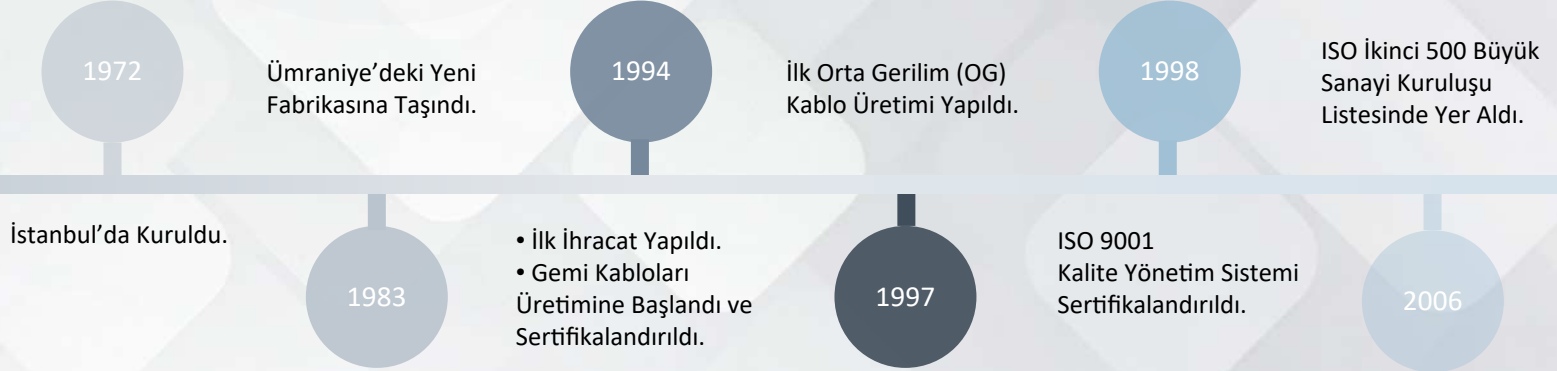 1972
İstanbul’da Kuruldu.
Ümraniye’deki Yeni
Fabrikasına Taşındı.
1983
1994
• İlk İhracat Yapıldı.
• Gemi Kabloları
Üretimine Başlandı ve
Sertifikalandırıldı.
İlk Orta Gerilim (OG)
Kablo Üretimi Yapıldı.
1997
1998
ISO 9001
Kalite Yönetim Sistemi
Sertifikalandırıldı.
ISO İkinci 500 Büyük
Sanayi Kuruluşu
Listesinde Yer Aldı.
2006